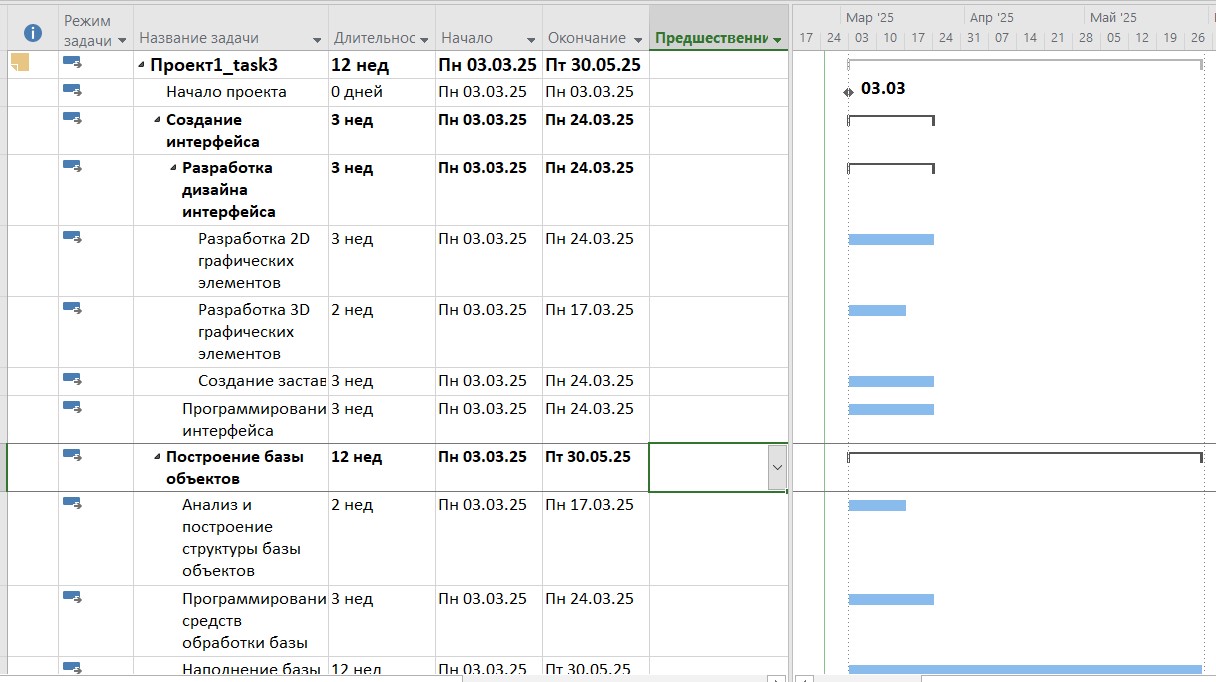 Режим задачи Название задачи Длительнос Начало Окончание Предшественни
Мар '25 Апр '25 Май '25
17 24 03 10 17 24 31 07 14 21 28 05 12 19 26
Проект1_task3 12 нед Пн 03.03.25 Пт 30.05.25
Начало проекта 0 дней Пн 03.03.25 Пн 03.03.25
03.03
Создание 3 нед Пн 03.03.25 Пн 24.03.25
интерфейса
Разработка 3 нед Пн 03.03.25 Пн 24.03.25
дизайна
интерфейса
Разработка 2D 3 нед Пн 03.03.25 Пн 24.03.25
графических
элементов
Разработка 3D 2 нед Пн 03.03.25 Пн 17.03.25
графических
элементов
Создание застав 3 нед Пн 03.03.25 Пн 24.03.25
Программировани 3 нед Пн 03.03.25 Пн 24.03.25
интерфейса
Построение базы 12 нед Пн 03.03.25 Пт 30.05.25
объектов
Анализ и 2 нед Пн 03.03.25 Пн 17.03.25
построение
структуры базы
объектов
Программировани 3 нед Пн 03.03.25 Пн 24.03.25
средств
обработки базы
Наполнение базы 12 нед Пн 03.03.25 Пт 30.05.25